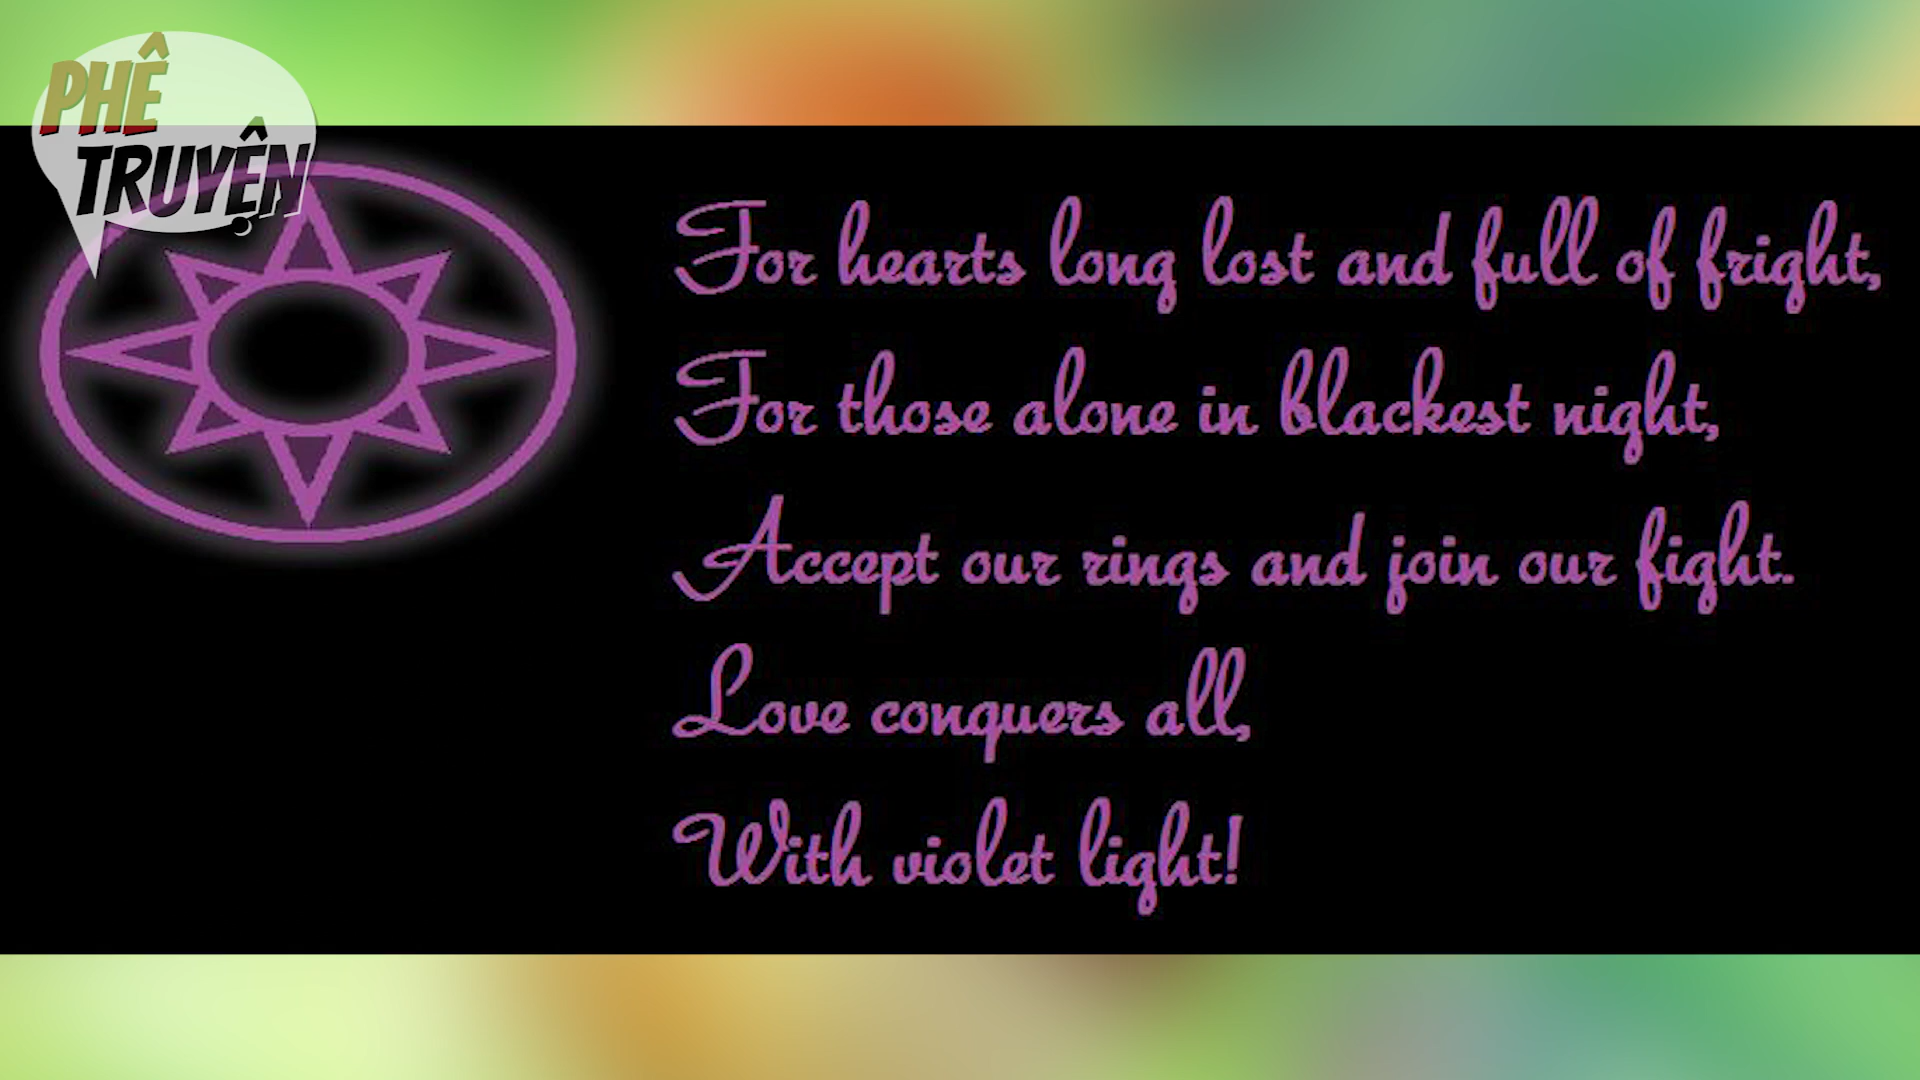 PHÊ
TRUYỆN
For hearts long lost and full of fright,
For those alone in blackest night,
Accept our rings and join our fight.
Love conquers all,
With violet light!